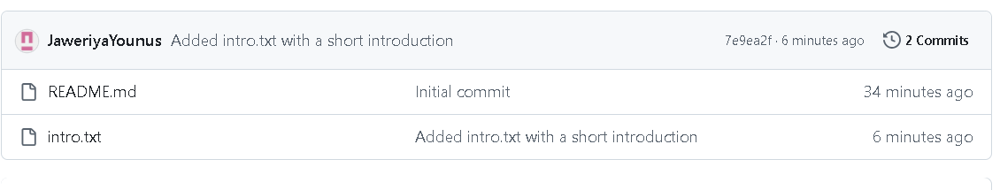 JaweriyaYounus Added intro.txt with a short introduction 7e9ea2f · 6 minutes ago 2 Commits
README.md Initial commit 34 minutes ago
intro.txt Added intro.txt with a short introduction 6 minutes ago